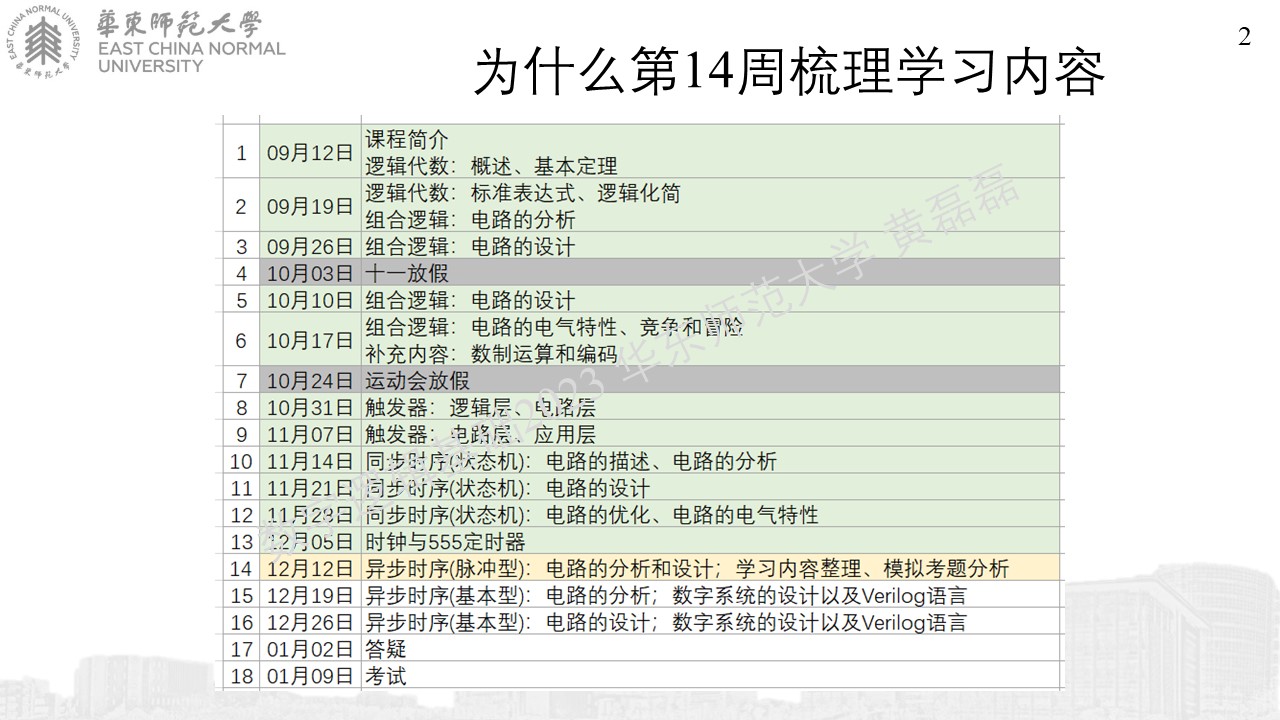 EAST CHINA NORMAL UNIVERSITY
華東師範大學
華東師範大學
EAST CHINA NORMAL
UNIVERSITY
2
为什么第14周梳理学习内容
1 09月12日 课程简介
逻辑代数：概述、基本定理
2 09月19日 逻辑代数：标准表达式、逻辑化简
组合逻辑：电路的分析
3 09月26日 组合逻辑：电路的设计
4 10月03日 十一放假
5 10月10日 组合逻辑：电路的设计
6 10月17日 组合逻辑：电路的电气特性、竞争和冒险
补充内容：数制运算和编码
7 10月24日 运动会放假
8 10月31日 触发器：逻辑层、电路层
9 11月07日 触发器：电路层、应用层
10 11月14日 同步时序(状态机)：电路的描述、电路的分析
11 11月21日 同步时序(状态机)：电路的设计
12 11月28日 同步时序(状态机)：电路的优化、电路的电气特性
13 12月05日 时钟与555定时器
14 12月12日 异步时序(脉冲型)：电路的分析和设计；学习内容整理、模拟考题分析
15 12月19日 异步时序(基本型)：电路的分析；数字系统的设计以及Verilog语言
16 12月26日 异步时序(基本型)：电路的设计；数字系统的设计以及Verilog语言
17 01月02日 答疑
18 01月09日 考试
数字逻辑基础2023 华东师范大学 黄磊磊